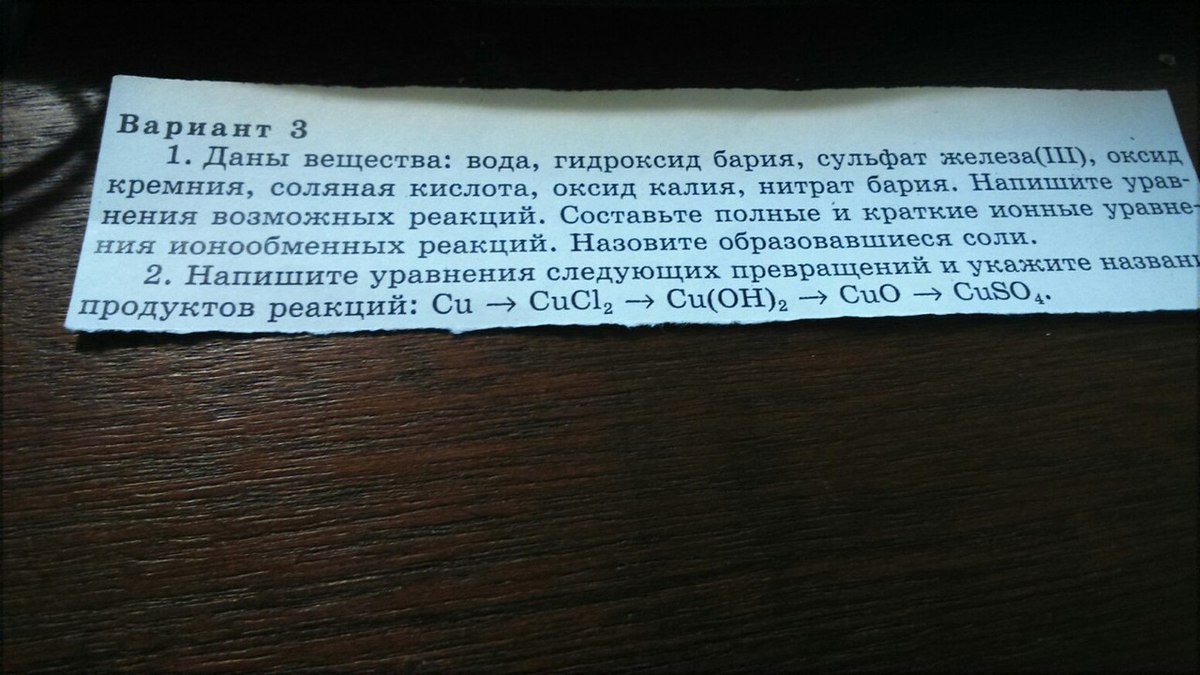 Вариант 3
1. Даны вещества: вода, гидроксид бария, сульфат железа(III), оксид
кремния, соляная кислота, оксид калия, нитрат бария. Напишите урав-
нения возможных реакций. Составьте полные и краткие ионные уравне-
ния ионообменных реакций. Назовите образовавшиеся соли.
2. Напишите уравнения следующих превращений и укажите названи
продуктов реакций: Cu → CuCl₂ → Cu(OH)₂ → CuO → CuSO₄.